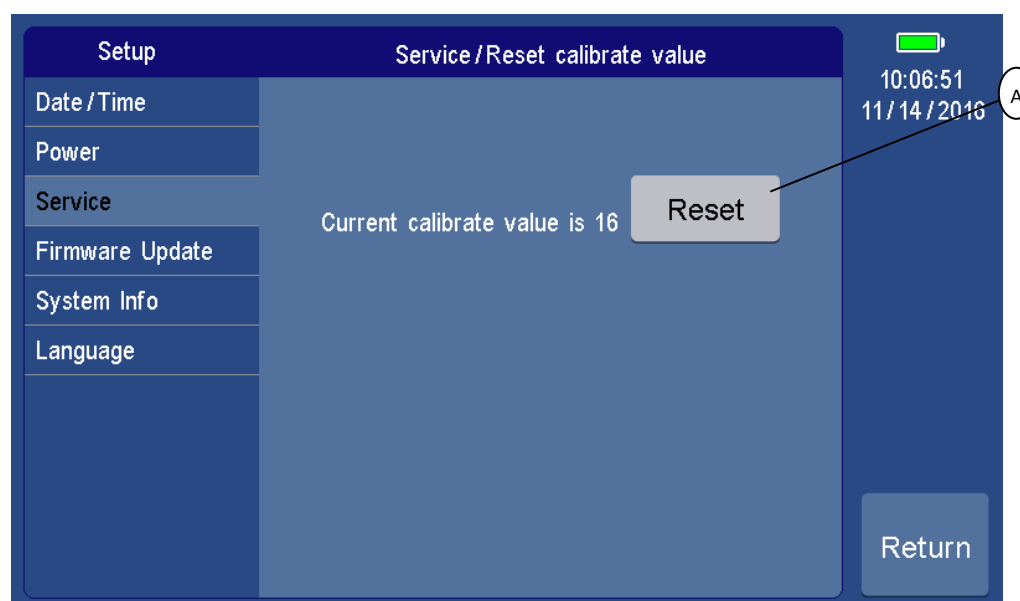 Setup
Service/Reset calibrate value
10:06:51
11/14/2016
A
Date/Time
Power
Service
Firmware Update
System Info
Language
Current calibrate value is 16
Reset
Return